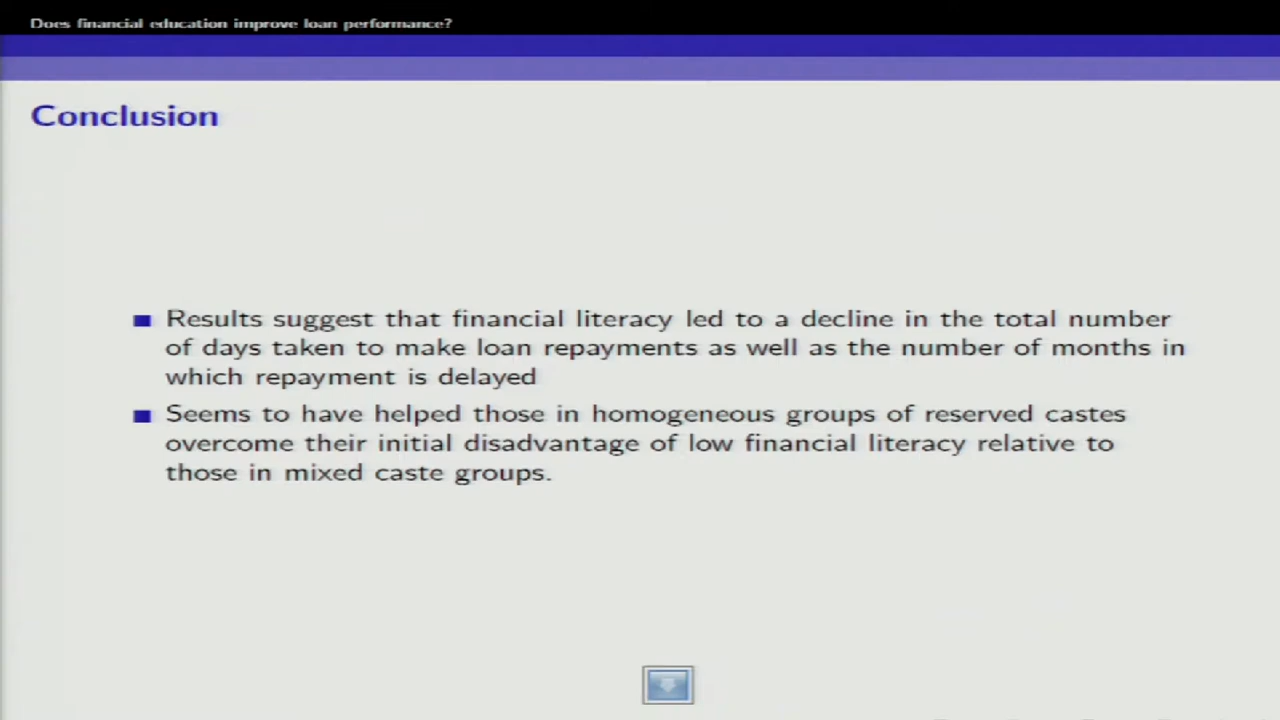 Does financial education improve loan performance?
Conclusion
Results suggest that financial literacy led to a decline in the total number
of days taken to make loan repayments as well as the number of months in
which repayment is delayed
Seems to have helped those in homogeneous groups of reserved castes
overcome their initial disadvantage of low financial literacy relative to
those in mixed caste groups.